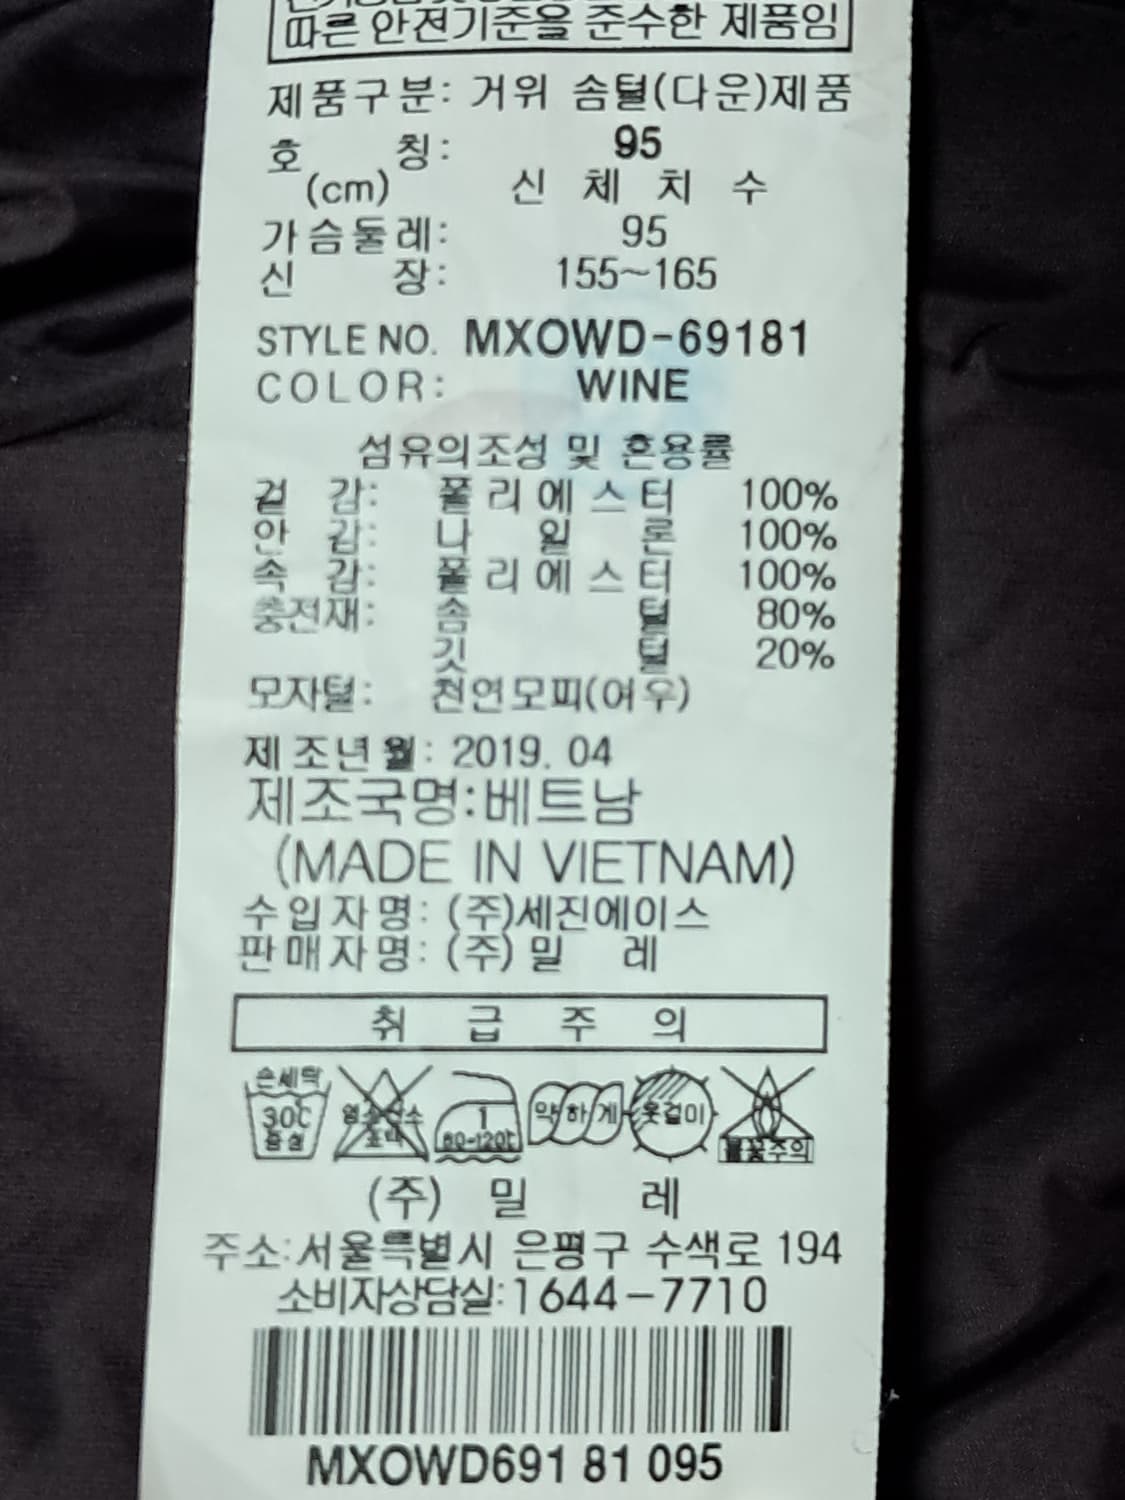 따른 안전기준을 준수한 제품임
제품구분: 거위 솜털(다운)제품
호 칭: 95
(cm) 신 체 치 수
가슴둘레: 95
신 장: 155~165
STYLE NO. MXOWD-69181
COLOR: WINE
섬유의조성 및 혼용률
겉 감: 폴리에스터 100%
안 감: 나 일 론 100%
속 감: 폴리에스터 100%
충전재: 솜 털 80%
깃 털 20%
모자털: 천연모피(여우)
제조년월: 2019. 04
제조국명:베트남
(MADE IN VIETNAM)
수입자명: (주)세진에이스
판매자명: (주) 밀 레
취 급 주 의
손세탁 30C 중성
염소산소표백
1 80-120℃
약하게
옷걸이
불꽃주의
(주) 밀 레
주소:서울특별시 은평구 수색로 194
소비자상담실:1644-7710
MXOWD691 81 095